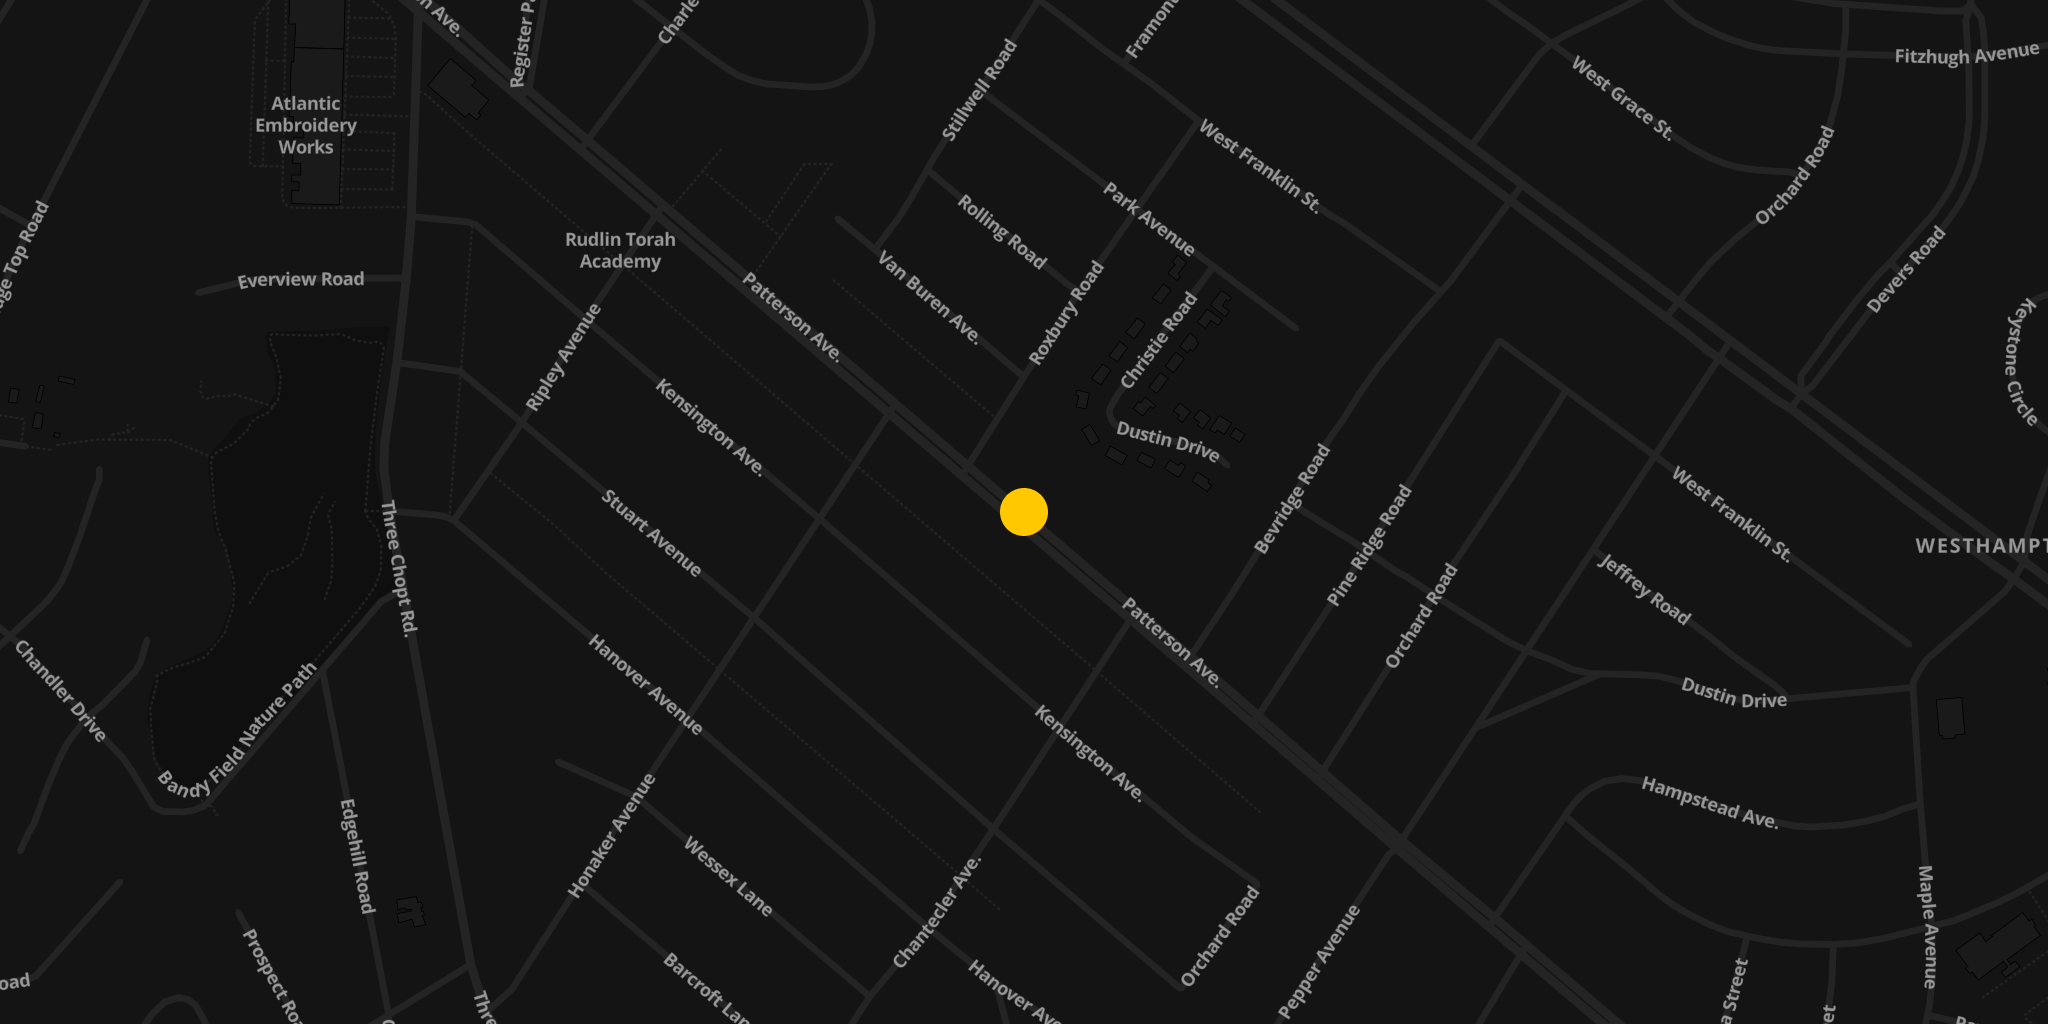 Register
Stillwell Road
Fitzhugh Avenue
West Grace St.
Atlantic
Embroidery
Works
West Franklin St.
Orchard Road
Park Avenue
Rolling Road
Rudlin Torah
Academy
Top Road
Everview Road
Van Buren Ave.
Patterson Ave.
Roxbury Road
Christie Road
Devers Road
Keystone Circle
Ripley Avenue
Kensington Ave.
Dustin Drive
Bevridge Road
Pine Ridge Road
West Franklin St.
Stuart Avenue
Three Chopt Rd.
WESTHAMPT
Jeffrey Road
Orchard Road
Patterson Ave.
Chandler Drive
Hanover Avenue
Dustin Drive
Bandy Field Nature Path
Kensington Ave.
Honaker Avenue
Hampstead Ave.
Edgehill Road
Wessex Lane
Chantecler Ave.
Maple Avenue
Orchard Road
Pepper Avenue
Prospect
Barcroft
Hanover
Street